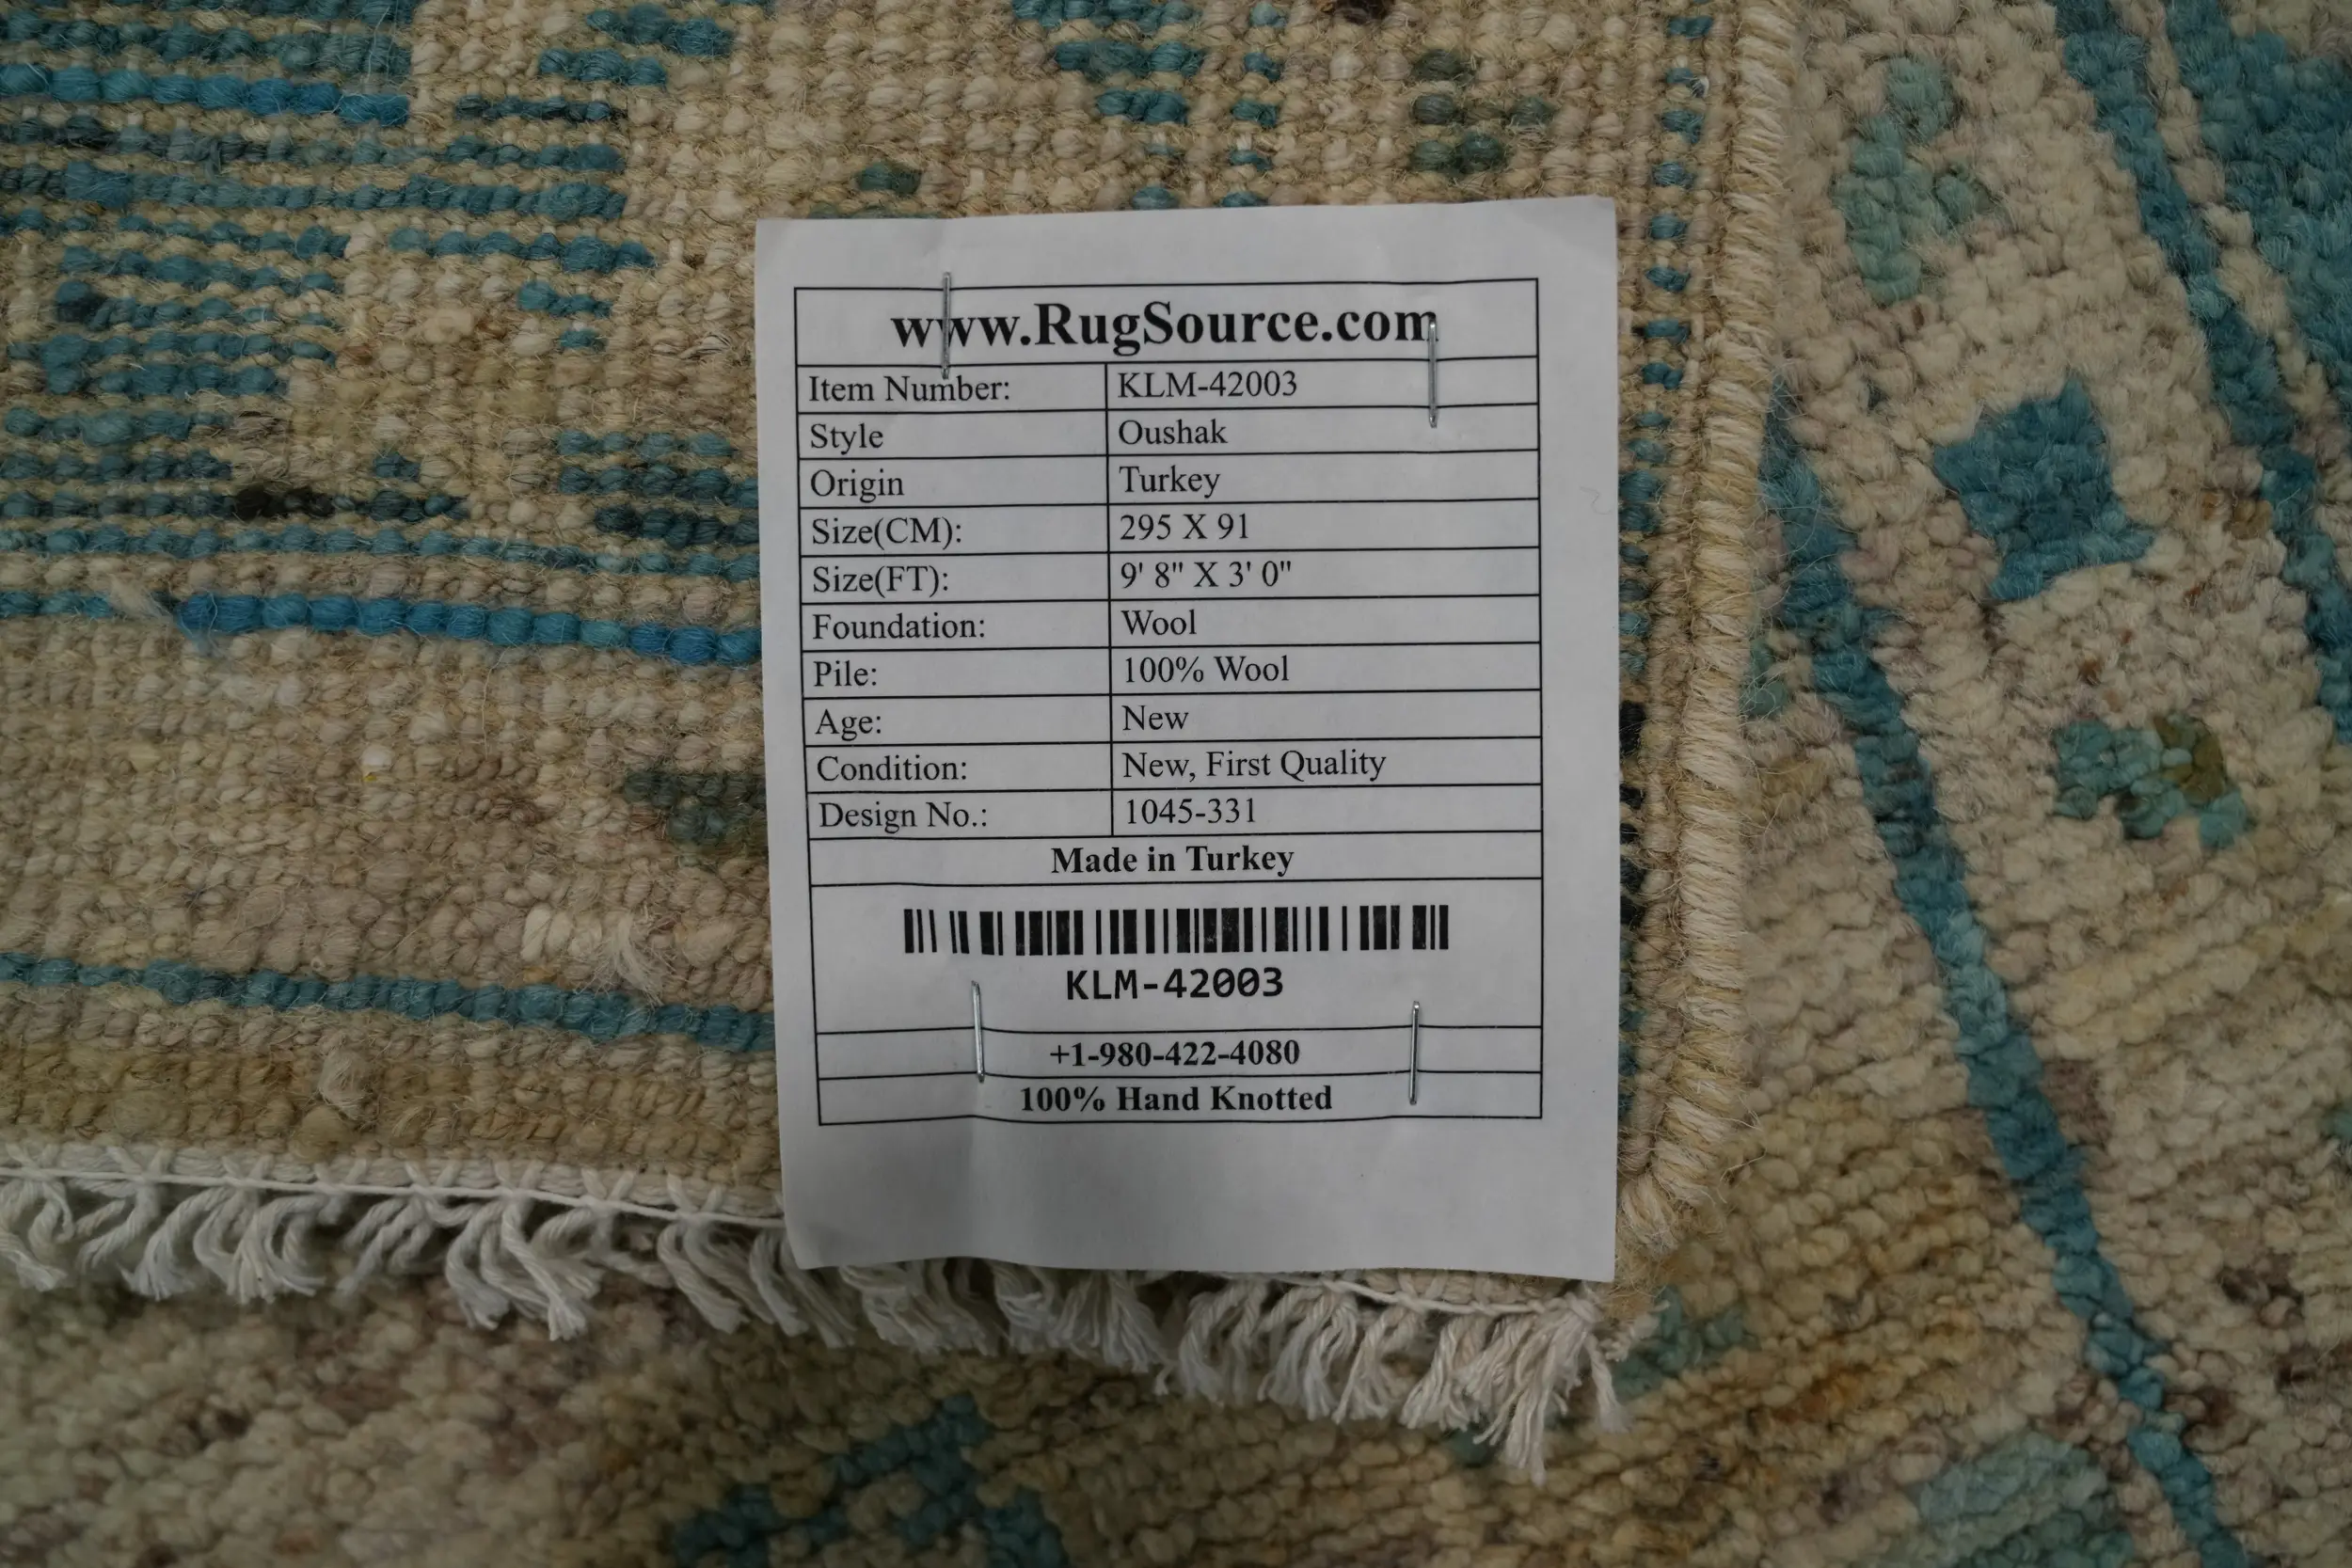 www.RugSource.com
Item Number: KLM-42003
Style Oushak
Origin Turkey
Size(CM): 295 X 91
Size(FT): 9' 8" X 3' 0"
Foundation: Wool
Pile: 100% Wool
Age: New
Condition: New, First Quality
Design No.: 1045-331
Made in Turkey
KLM-42003
+1-980-422-4080
100% Hand Knotted